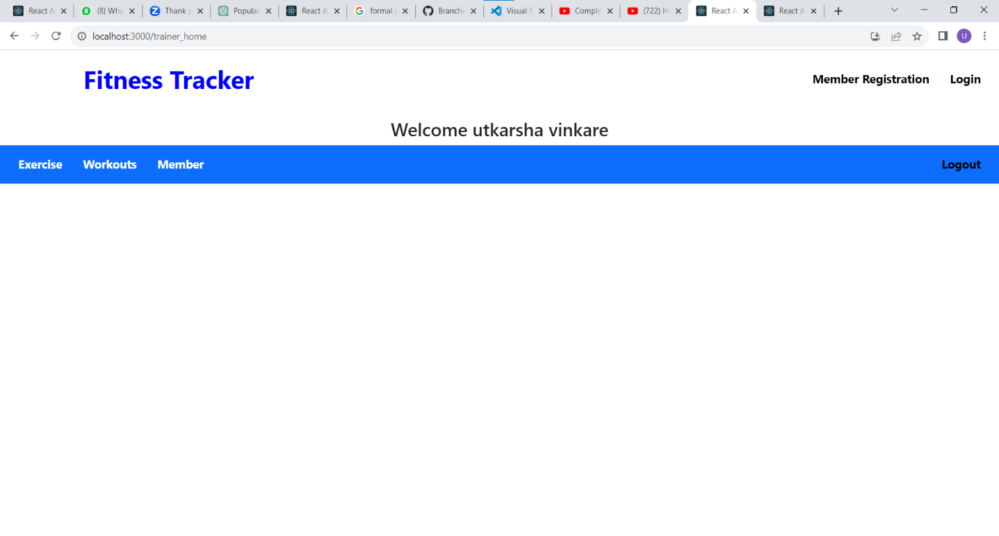 React A (8) Wha Thank y Populat React A formal p Branche Visual S Comple (722) H React A React A
localhost:3000/trainer_home U
Fitness Tracker Member Registration Login
Welcome utkarsha vinkare
Exercise Workouts Member Logout